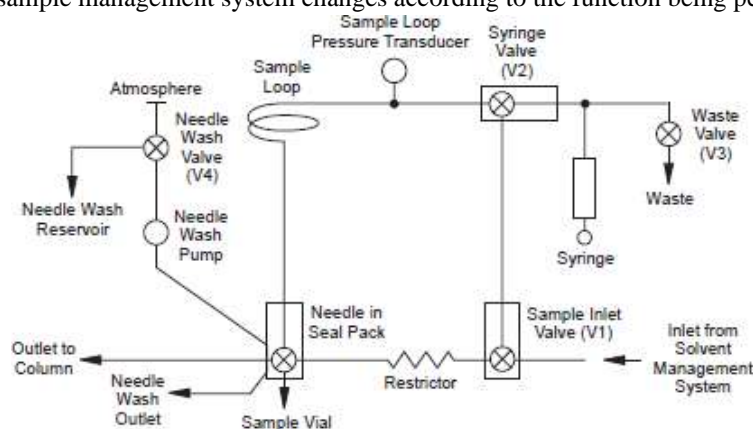 sample management system changes according to the function being pe
Sample Loop
Pressure Transducer
Syringe
Valve
(V2)
Sample
Loop
Atmosphere
Needle
Wash
Valve
(V4)
Waste
Valve
(V3)
Needle Wash
Reservoir
Needle
Wash
Pump
Waste
Syringe
Needle in
Seal Pack
Sample Inlet
Valve (V1)
Inlet from
Solvent
Management
System
Outlet to
Column
Restrictor
Needle
Wash
Outlet
Sample Vial